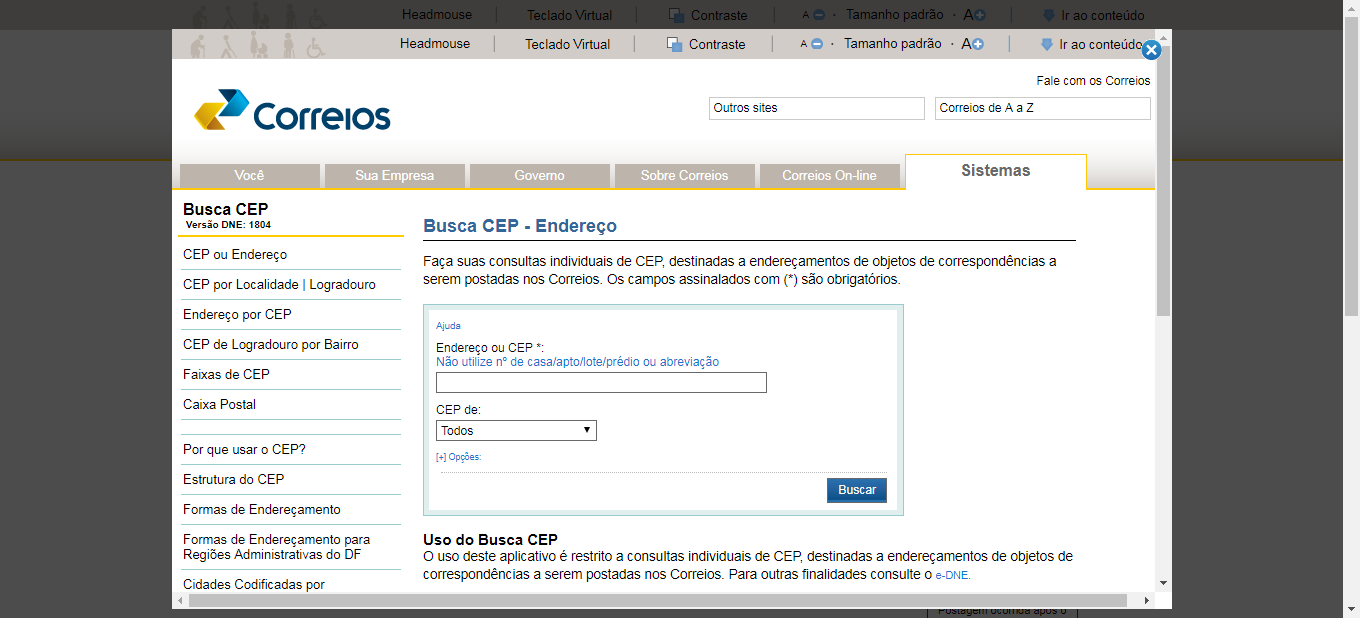 Headmouse Teclado Virtual Contraste A · Tamanho padrão · A Ir ao conteúdo
Headmouse Teclado Virtual Contraste A · Tamanho padrão · A Ir ao conteúdo
Fale com os Correios
Correios
Outros sites
Correios de A a Z
Você Sua Empresa Governo Sobre Correios Correios On-line Sistemas
Busca CEP
Versão DNE: 1804
CEP ou Endereço
CEP por Localidade | Logradouro
Endereço por CEP
CEP de Logradouro por Bairro
Faixas de CEP
Caixa Postal
Por que usar o CEP?
Estrutura do CEP
Formas de Endereçamento
Formas de Endereçamento para
Regiões Administrativas do DF
Cidades Codificadas por
Busca CEP - Endereço
Faça suas consultas individuais de CEP, destinadas a endereçamentos de objetos de correspondências a
serem postadas nos Correios. Os campos assinalados com (*) são obrigatórios.
Ajuda
Endereço ou CEP *:
Não utilize nº de casa/apto/lote/prédio ou abreviação
CEP de:
Todos
[+] Opções:
Buscar
Uso do Busca CEP
O uso deste aplicativo é restrito a consultas individuais de CEP, destinadas a endereçamentos de objetos de
correspondências a serem postadas nos Correios. Para outras finalidades consulte o e-DNE.
Postagem ocorrida após o